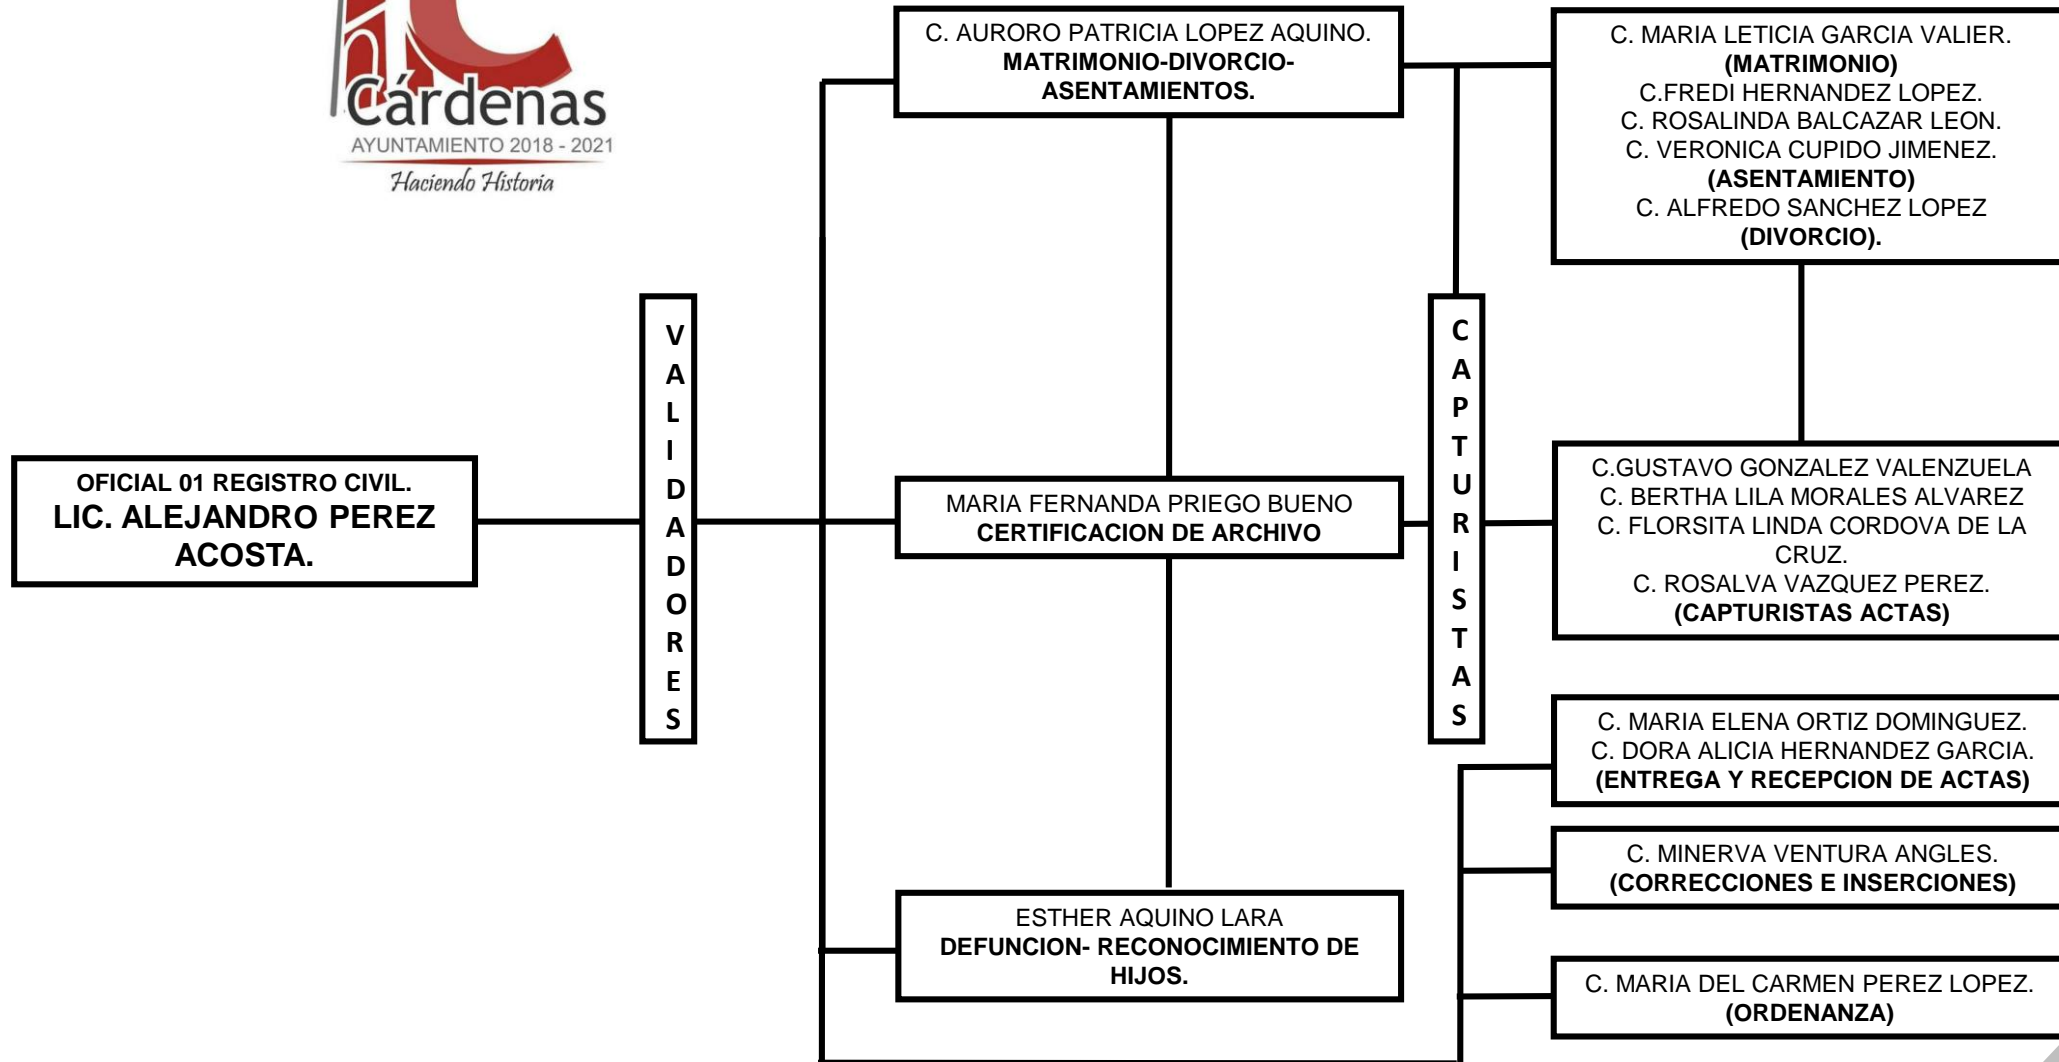 Cárdenas
AYUNTAMIENTO 2018 - 2021
Haciendo Historia
OFICIAL 01 REGISTRO CIVIL.
LIC. ALEJANDRO PEREZ
ACOSTA.
VALIDADORES
C. AURORO PATRICIA LOPEZ AQUINO.
MATRIMONIO-DIVORCIO-
ASENTAMIENTOS.
MARIA FERNANDA PRIEGO BUENO
CERTIFICACION DE ARCHIVO
ESTHER AQUINO LARA
DEFUNCION- RECONOCIMIENTO DE
HIJOS.
CAPTURISTAS
C. MARIA LETICIA GARCIA VALIER.
(MATRIMONIO)
C.FREDI HERNANDEZ LOPEZ.
C. ROSALINDA BALCAZAR LEON.
C. VERONICA CUPIDO JIMENEZ.
(ASENTAMIENTO)
C. ALFREDO SANCHEZ LOPEZ
(DIVORCIO).
C.GUSTAVO GONZALEZ VALENZUELA
C. BERTHA LILA MORALES ALVAREZ
C. FLORSITA LINDA CORDOVA DE LA
CRUZ.
C. ROSALVA VAZQUEZ PEREZ.
(CAPTURISTAS ACTAS)
C. MARIA ELENA ORTIZ DOMINGUEZ.
C. DORA ALICIA HERNANDEZ GARCIA.
(ENTREGA Y RECEPCION DE ACTAS)
C. MINERVA VENTURA ANGLES.
(CORRECCIONES E INSERCIONES)
C. MARIA DEL CARMEN PEREZ LOPEZ.
(ORDENANZA)